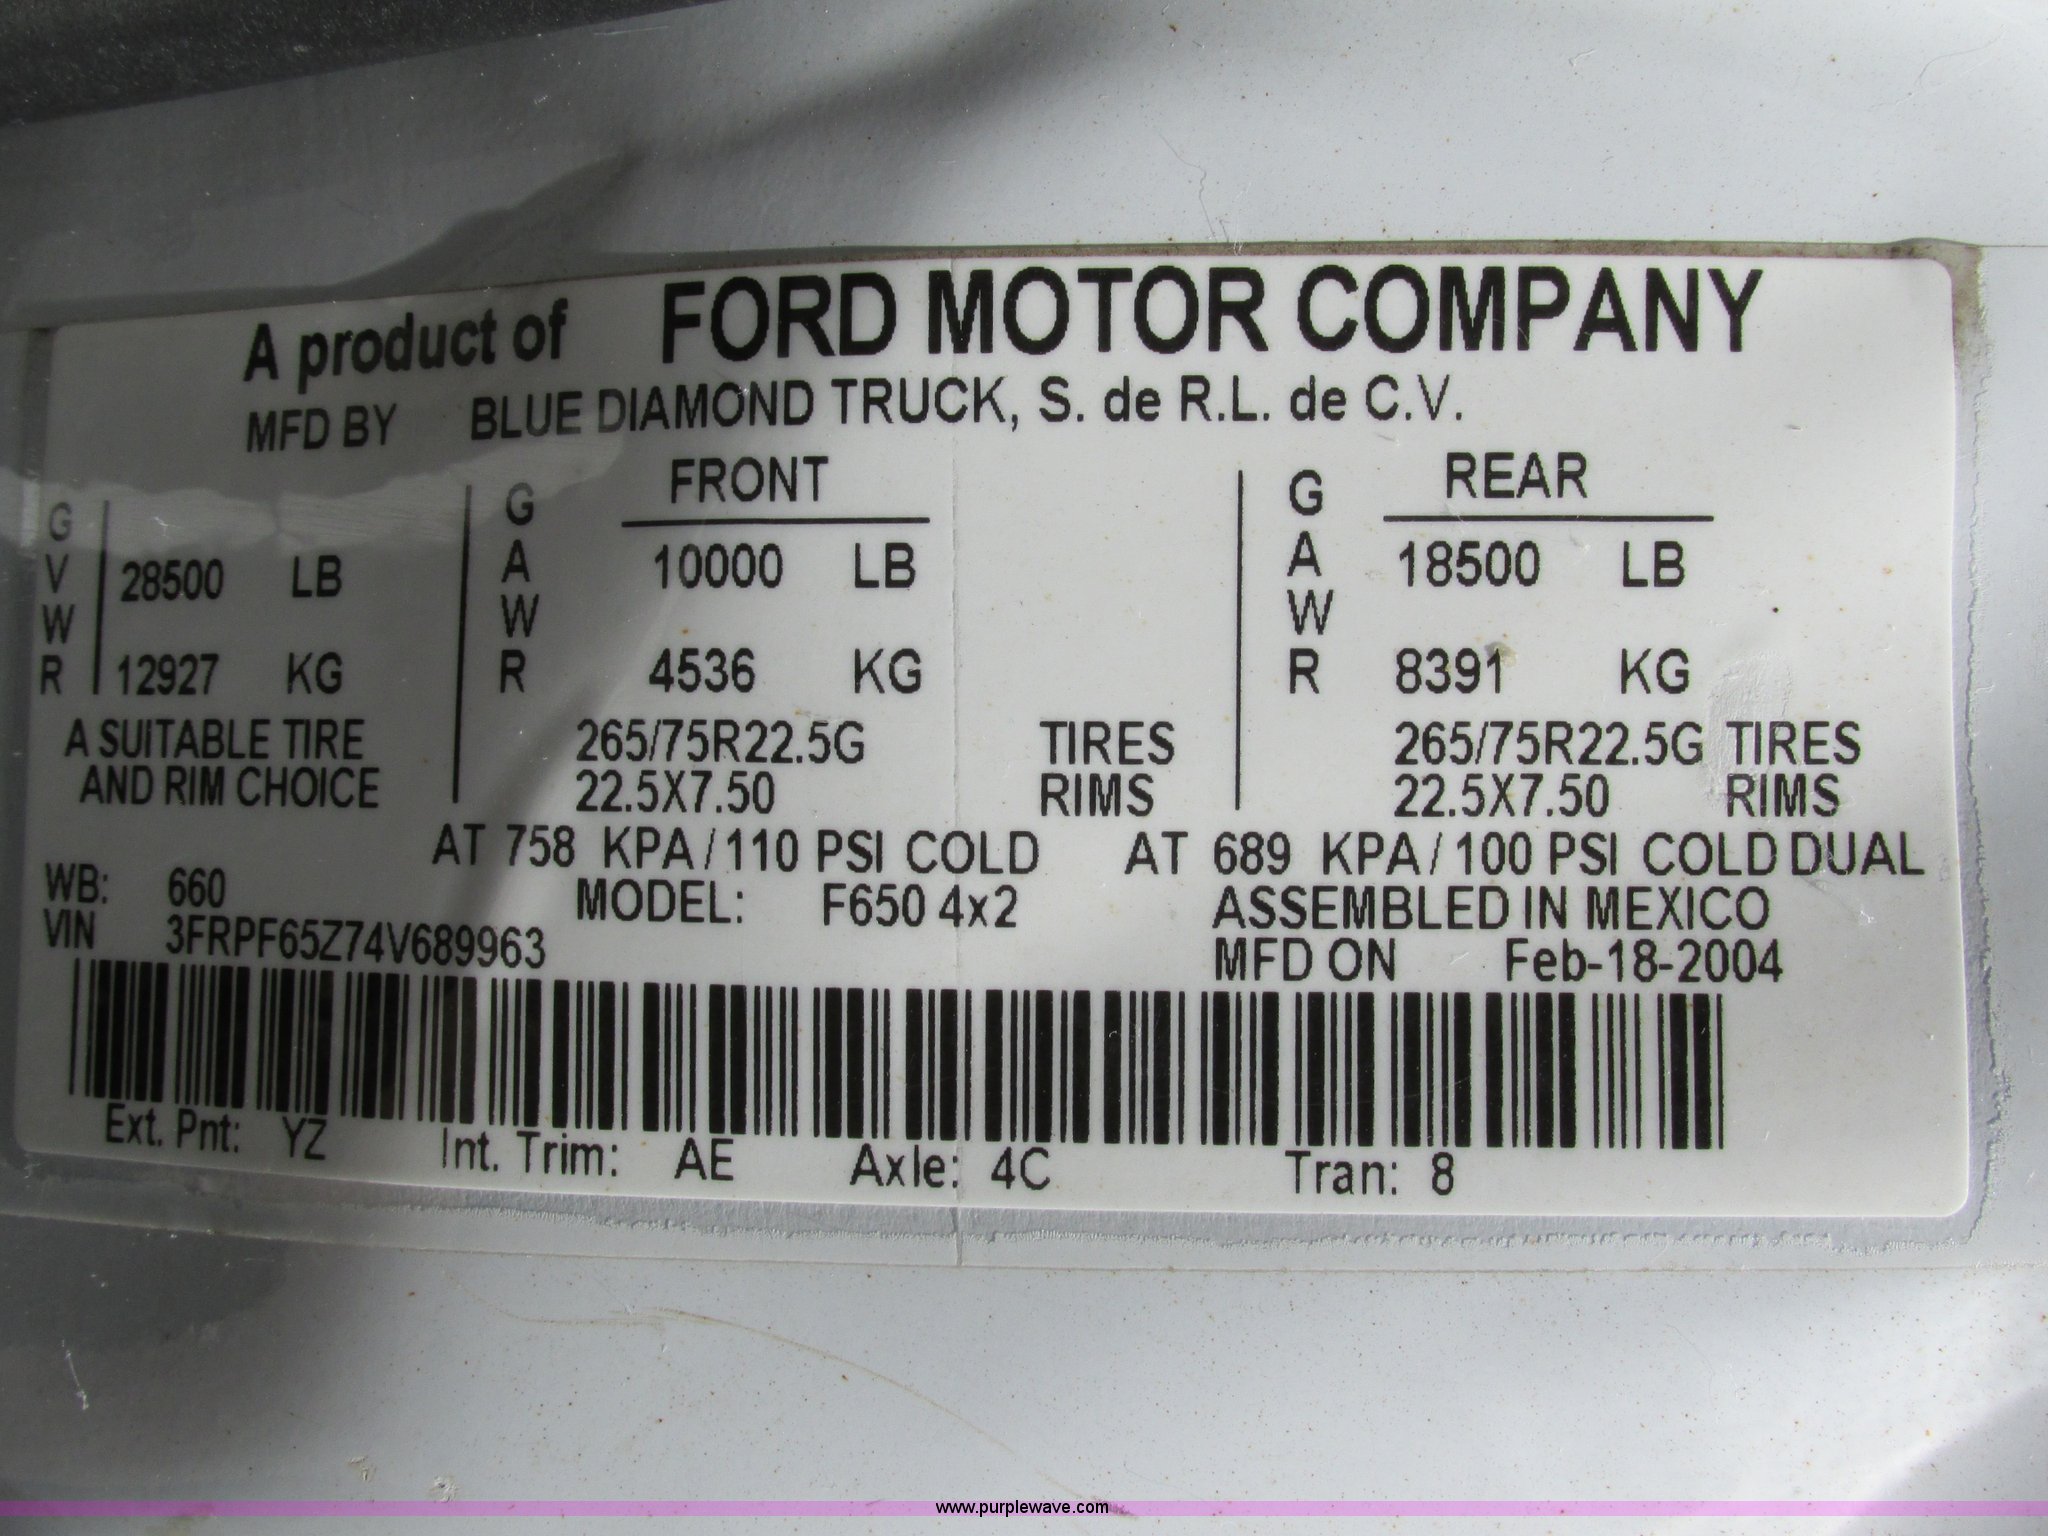 A product of FORD MOTOR COMPANY
MFD BY BLUE DIAMOND TRUCK, S. de R.L. de C.V.
FRONT REAR
GVWR 28500 LB GAWR 10000 LB GAWR 18500 LB
12927 KG 4536 KG 8391 KG
A SUITABLE TIRE 265/75R22.5G TIRES 265/75R22.5G TIRES
AND RIM CHOICE 22.5X7.50 RIMS 22.5X7.50 RIMS
AT 758 KPA/110 PSI COLD AT 689 KPA/100 PSI COLD DUAL
WB: 660 MODEL: F650 4x2 ASSEMBLED IN MEXICO
VIN 3FRPF65Z74V689963 MFD ON Feb-18-2004
Ext. Pnt: YZ Int. Trim: AE Axle: 4C Tran: 8
www.purplewave.com